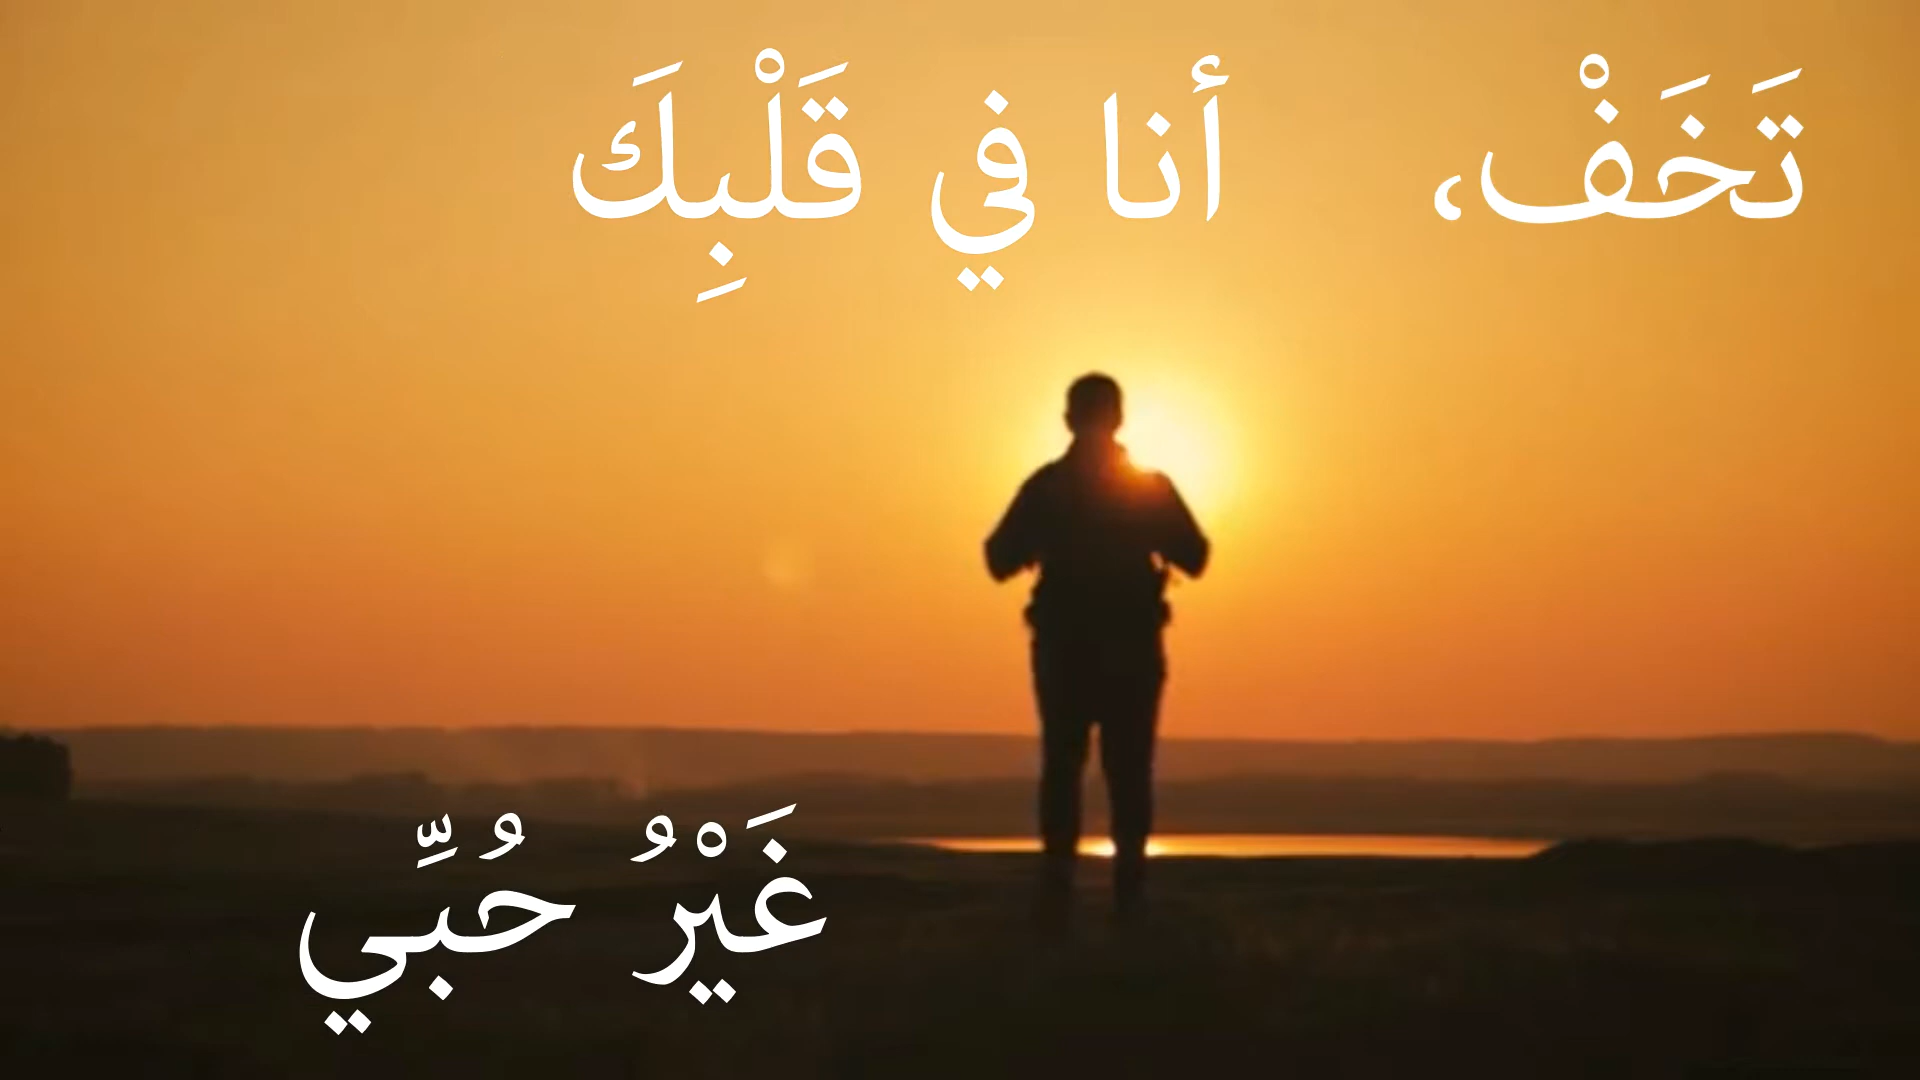 تَخَفْ، أنا في قَلْبِكَ
غَيْرُ حُبِّي